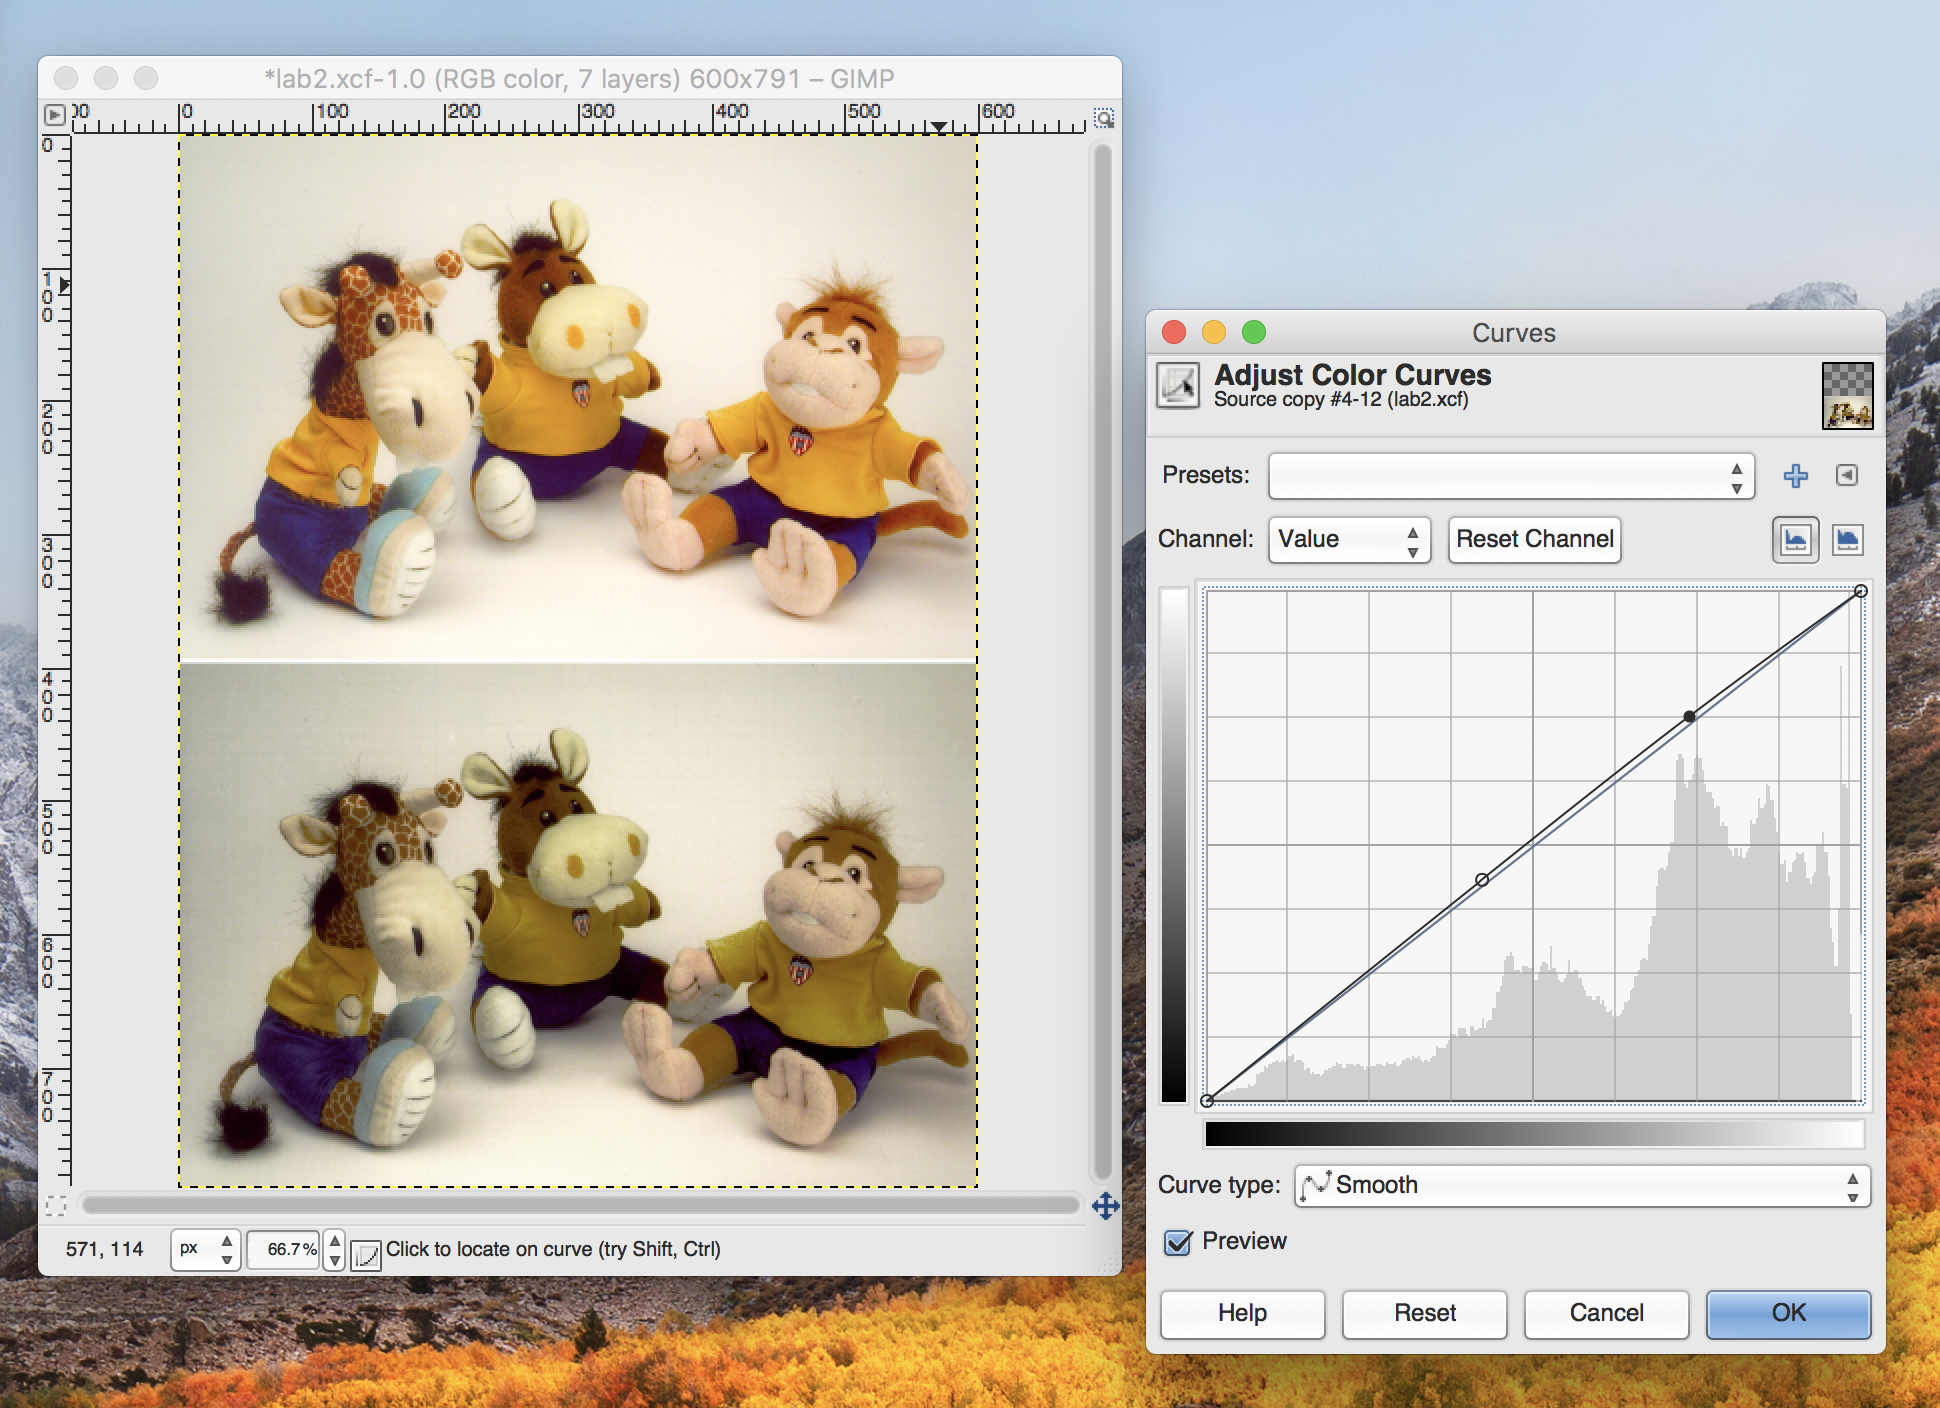 *lab2.xcf-1.0 (RGB color, 7 layers) 600x791 – GIMP
00 0 100 200 300 400 500 600
0
100
200
300
400
500
600
700
571, 114 px 66.7% Click to locate on curve (try Shift, Ctrl)
Curves
Adjust Color Curves
Source copy #4-12 (lab2.xcf)
Presets:
Channel: Value Reset Channel
Curve type: Smooth
Preview
Help Reset Cancel OK